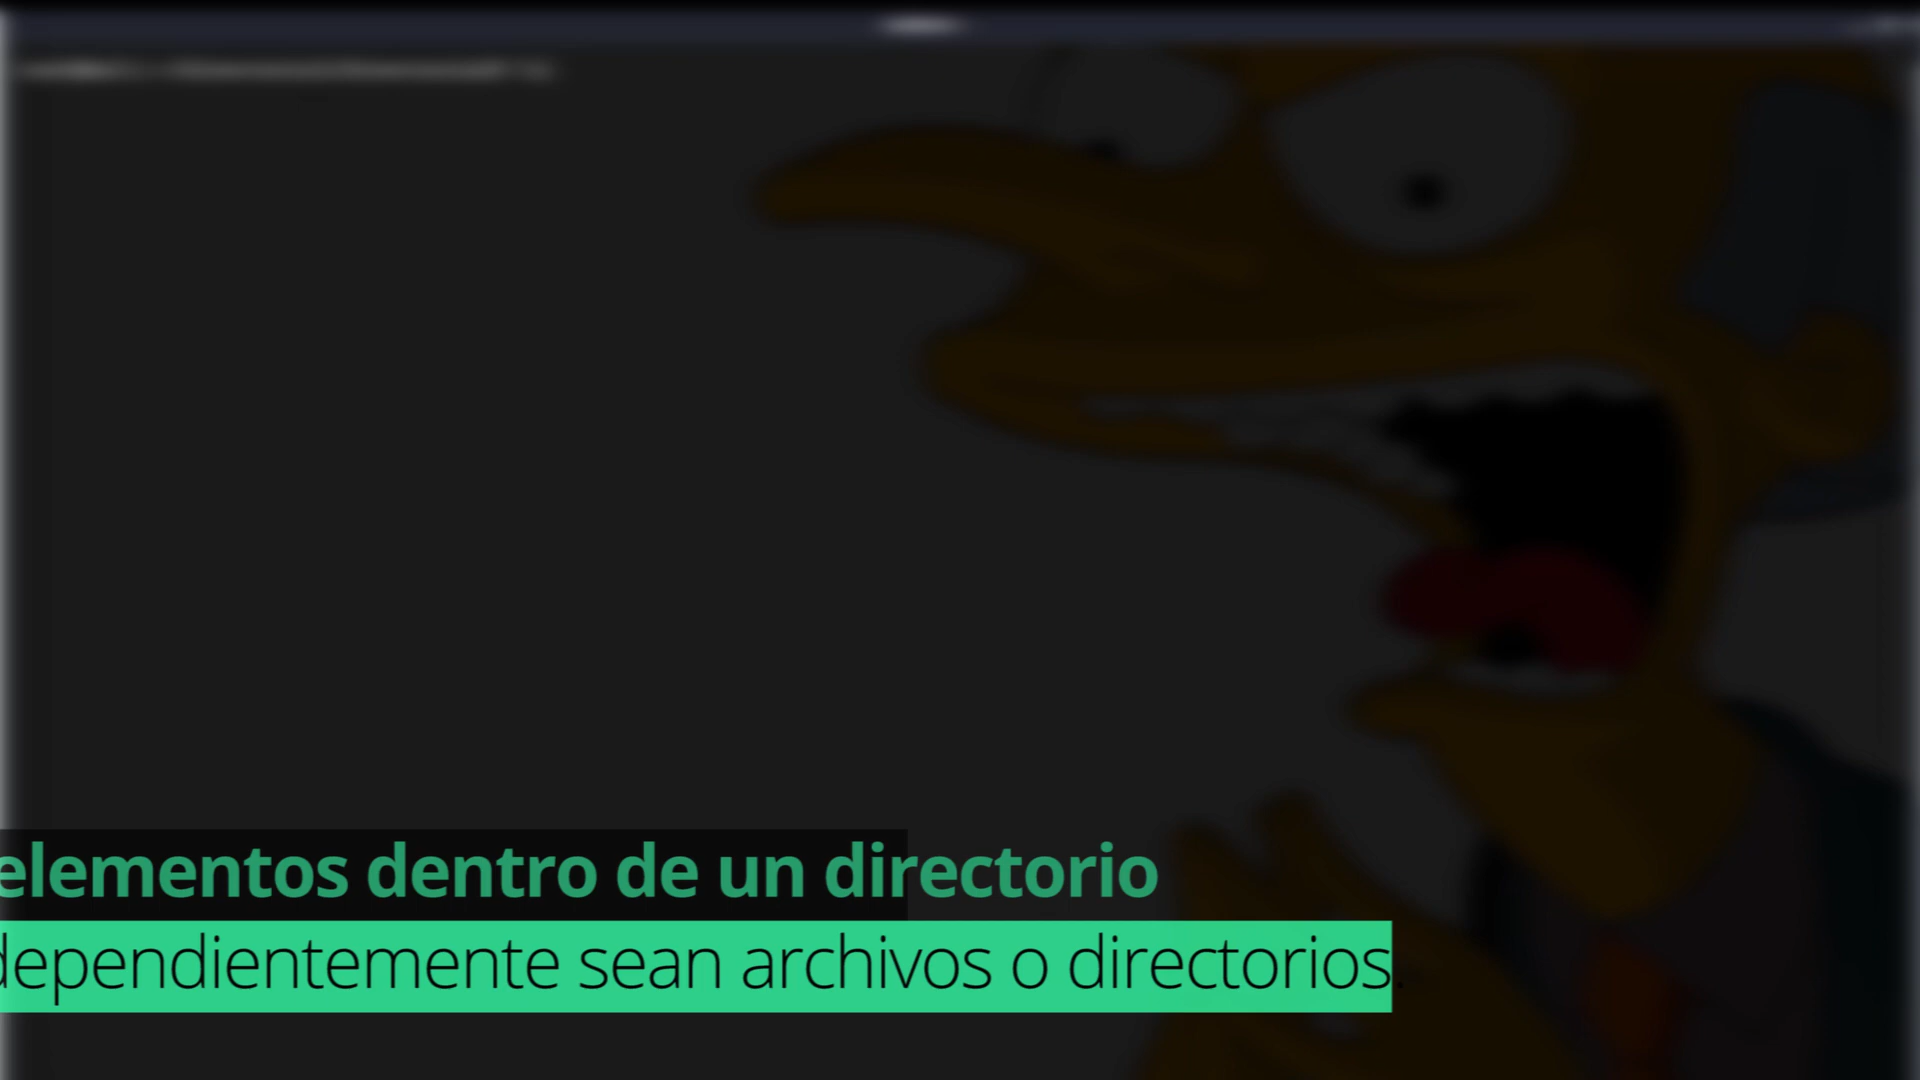 elementos dentro de un directorio
dependientemente sean archivos o directorios.